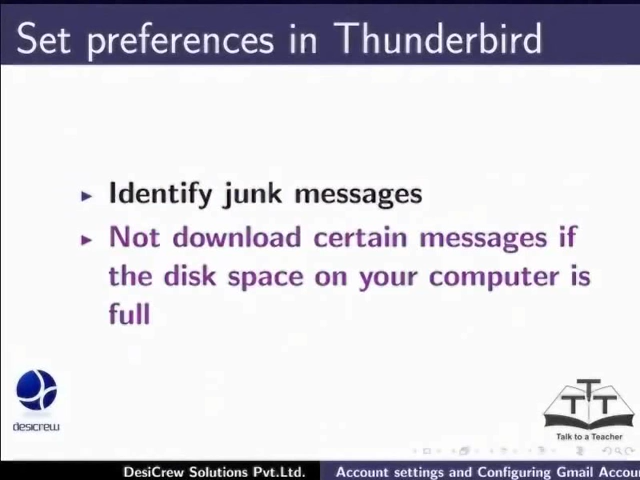 Set preferences in Thunderbird
Identify junk messages
Not download certain messages if
the disk space on your computer is
full
desicrew
TTT
Talk to a Teacher
DesiCrew Solutions Pvt.Ltd.
Account settings and Configuring Gmail Accou